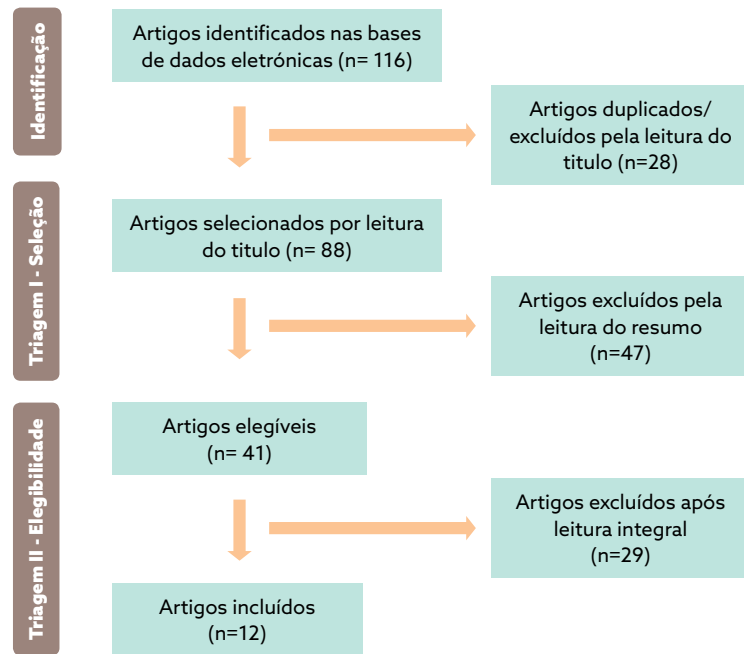 Identificação
Artigos identificados nas bases
de dados eletrónicas (n= 116)
Artigos duplicados/
excluídos pela leitura do
titulo (n=28)
Triagem I - Seleção
Artigos selecionados por leitura
do titulo (n= 88)
Artigos excluídos pela
leitura do resumo
(n=47)
Triagem II - Elegibilidade
Artigos elegíveis
(n= 41)
Artigos excluídos após
leitura integral
(n=29)
Artigos incluídos
(n=12)